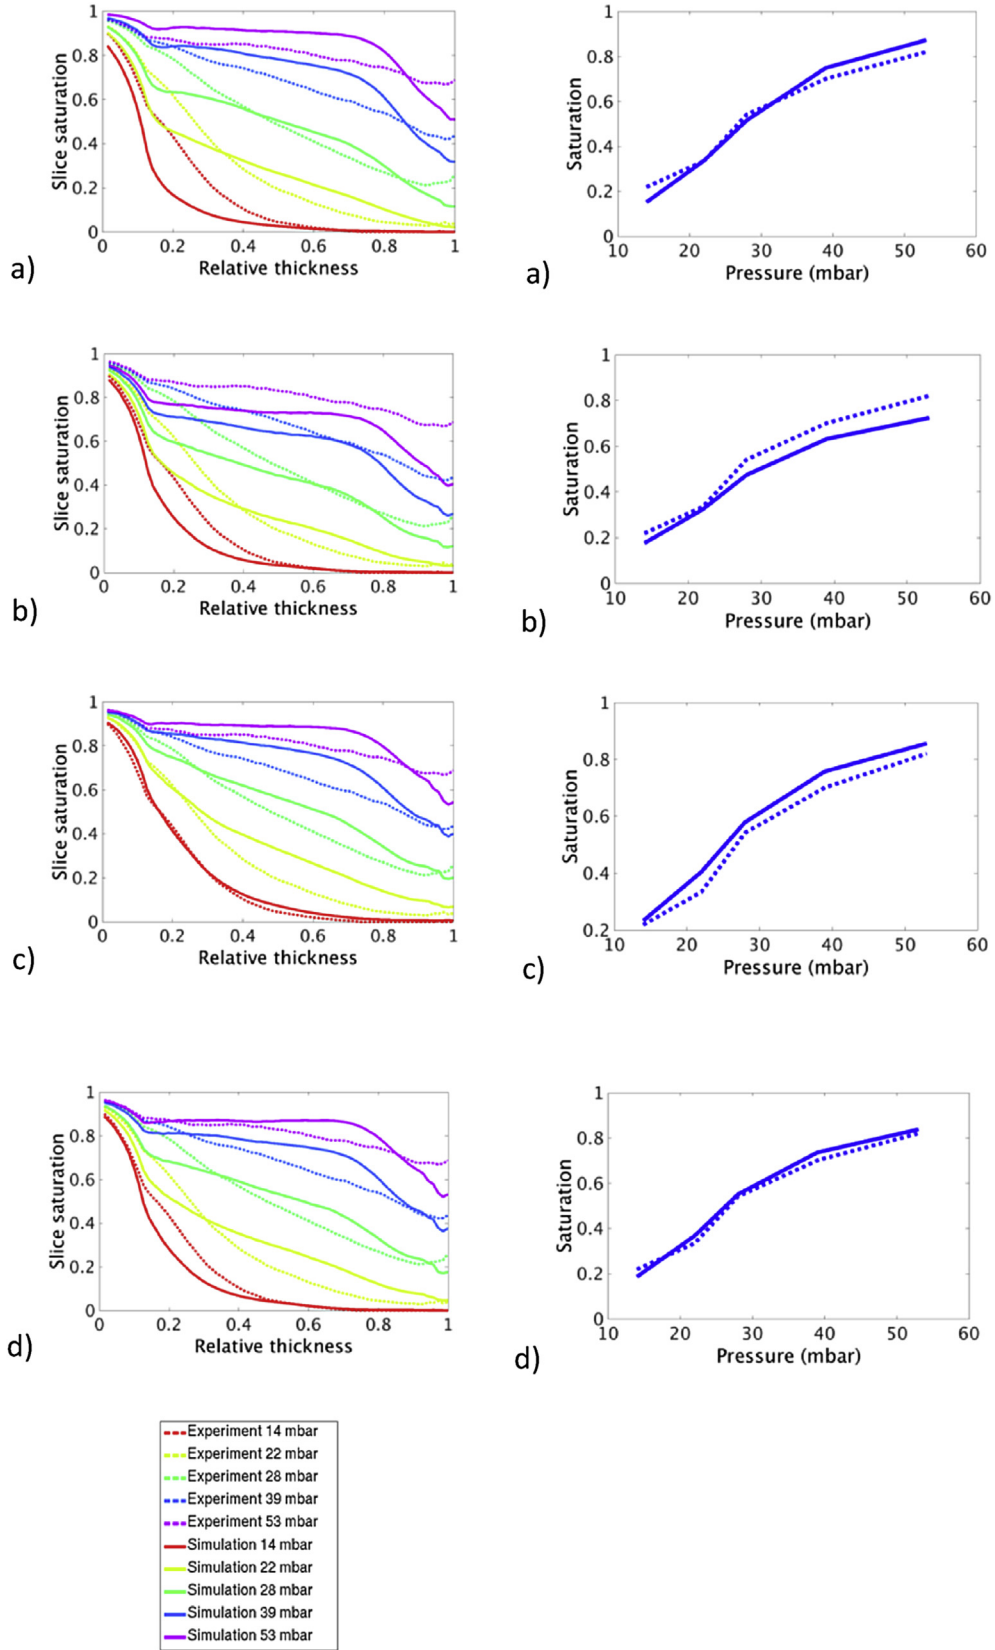 1
0.8
0.6
0.4
0.2
0
0 0.2 0.4 0.6 0.8 1
Slice saturation
Relative thickness
a)
1
0.8
0.6
0.4
0.2
0
10 20 30 40 50 60
Saturation
Pressure (mbar)
a)
1
0.8
0.6
0.4
0.2
0
0 0.2 0.4 0.6 0.8 1
Slice saturation
Relative thickness
b)
1
0.8
0.6
0.4
0.2
0
10 20 30 40 50 60
Saturation
Pressure (mbar)
b)
1
0.8
0.6
0.4
0.2
0
0 0.2 0.4 0.6 0.8 1
Slice saturation
Relative thickness
c)
1
0.8
0.6
0.4
0.2
10 20 30 40 50 60
Saturation
Pressure (mbar)
c)
1
0.8
0.6
0.4
0.2
0
0 0.2 0.4 0.6 0.8 1
Slice saturation
Relative thickness
d)
1
0.8
0.6
0.4
0.2
0
10 20 30 40 50 60
Saturation
Pressure (mbar)
d)
Experiment 14 mbar
Experiment 22 mbar
Experiment 28 mbar
Experiment 39 mbar
Experiment 53 mbar
Simulation 14 mbar
Simulation 22 mbar
Simulation 28 mbar
Simulation 39 mbar
Simulation 53 mbar